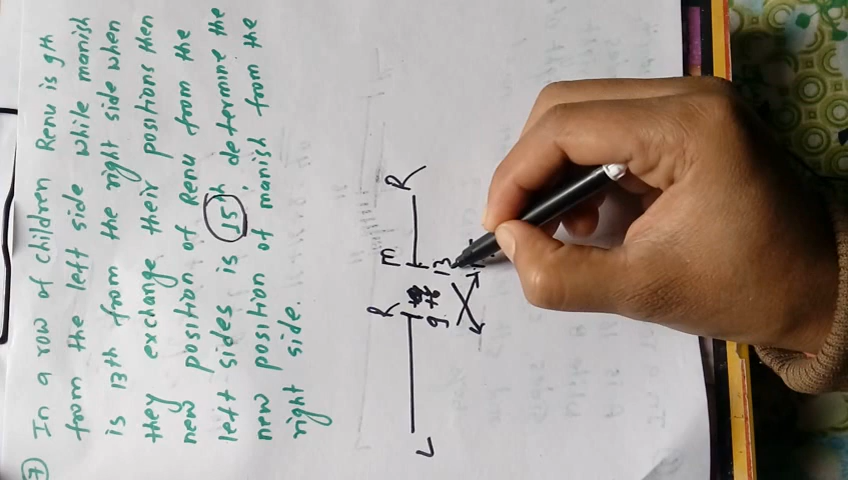 7 In a row of children Renu is 9th
from the left side while manish
is 13th from the right side when
they exchange their positions then
new position of Renu from the
left sides is 15th determine the
new position of manish from the
right side.
R m R
L
9 13